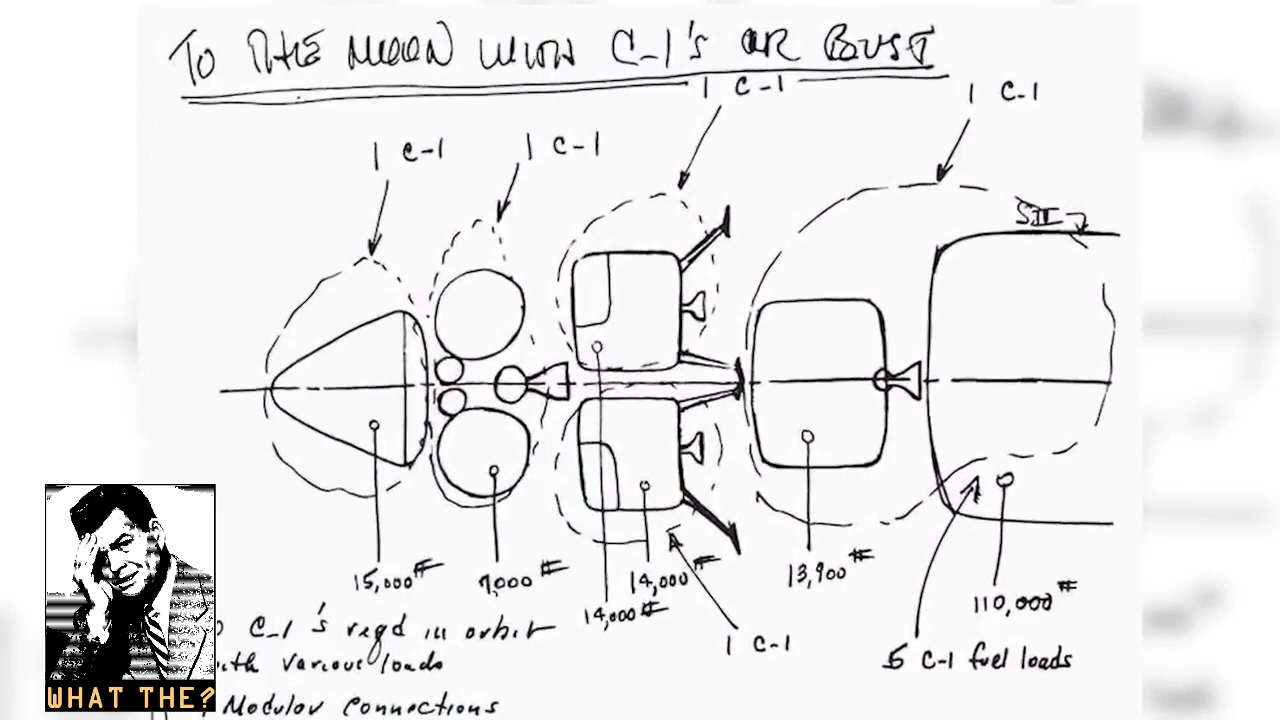 TO THE MOON WITH C-1'S OR BUST
1 C-1
1 C-1
1 C-1
1 C-1
SII
15,000#
7,000#
14,000#
14,000#
13,900#
110,000#
1 C-1
5 C-1 fuel loads
C-1's reqd in orbit
with various loads
Modular Connections
WHAT THE?